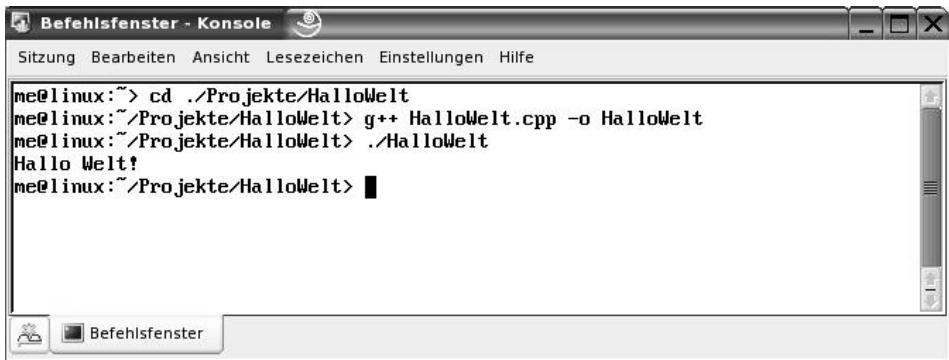 Befehlsfenster - Konsole
Sitzung Bearbeiten Ansicht Lesezeichen Einstellungen Hilfe
me@linux:~> cd ./Projekte/HalloWelt
me@linux:~/Projekte/HalloWelt> g++ HalloWelt.cpp -o HalloWelt
me@linux:~/Projekte/HalloWelt> ./HalloWelt
Hallo Welt!
me@linux:~/Projekte/HalloWelt>
Befehlsfenster